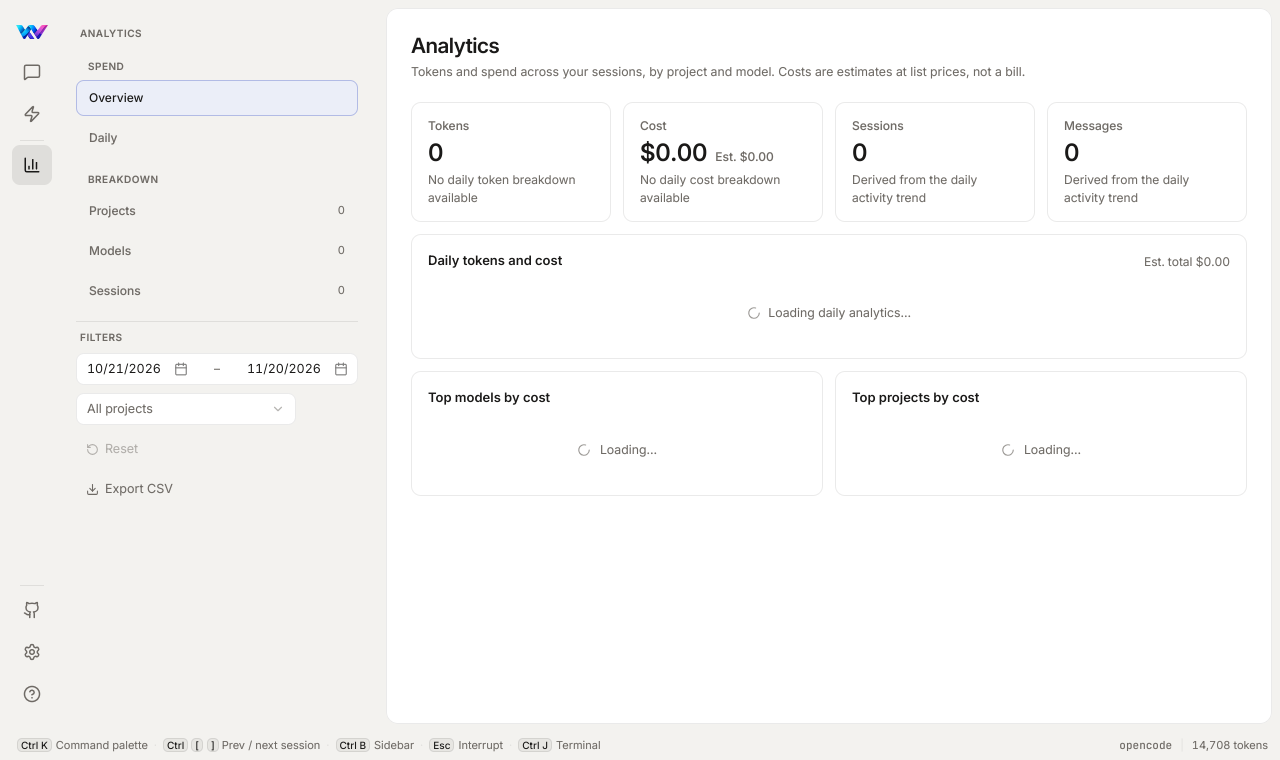 ANALYTICS
SPEND
Overview
Daily
BREAKDOWN
Projects 0
Models 0
Sessions 0
FILTERS
10/21/2026 – 11/20/2026
All projects
Reset
Export CSV
Analytics
Tokens and spend across your sessions, by project and model. Costs are estimates at list prices, not a bill.
Tokens
0
No daily token breakdown
available
Cost
$0.00 Est. $0.00
No daily cost breakdown
available
Sessions
0
Derived from the daily
activity trend
Messages
0
Derived from the daily
activity trend
Daily tokens and cost
Est. total $0.00
Loading daily analytics...
Top models by cost
Loading...
Top projects by cost
Loading...
Ctrl K Command palette Ctrl [ ] Prev / next session Ctrl B Sidebar Esc Interrupt Ctrl J Terminal
opencode 14,708 tokens